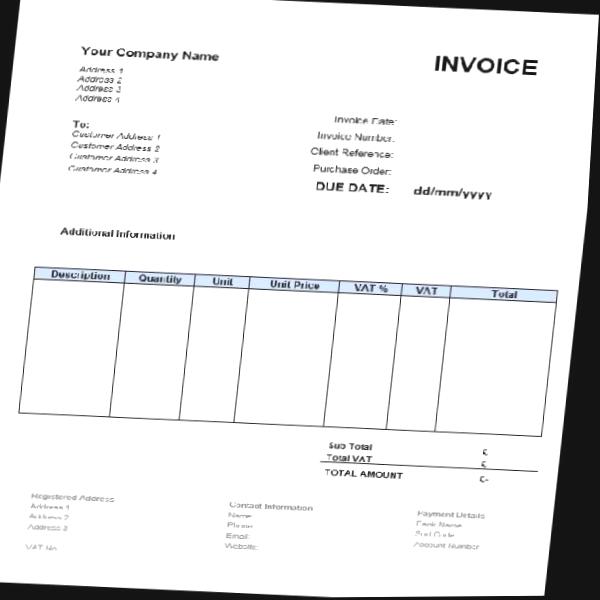 Your Company Name
INVOICE
Address 1
Address 2
Address 3
Address 4
Invoice Date:
Invoice Number:
Client Reference:
Purchase Order:
DUE DATE: dd/mm/yyyy
To:
Customer Address 1
Customer Address 2
Customer Address 3
Customer Address 4
Additional Information
Description Quantity Unit Unit Price VAT % VAT Total
Sub Total £
Total VAT £
TOTAL AMOUNT £-
Registered Address
Address 1
Address 2
Address 3
VAT No
Contact Information
Name:
Phone:
Email:
Website:
Payment Details
Bank Name
Sort Code
Account Number